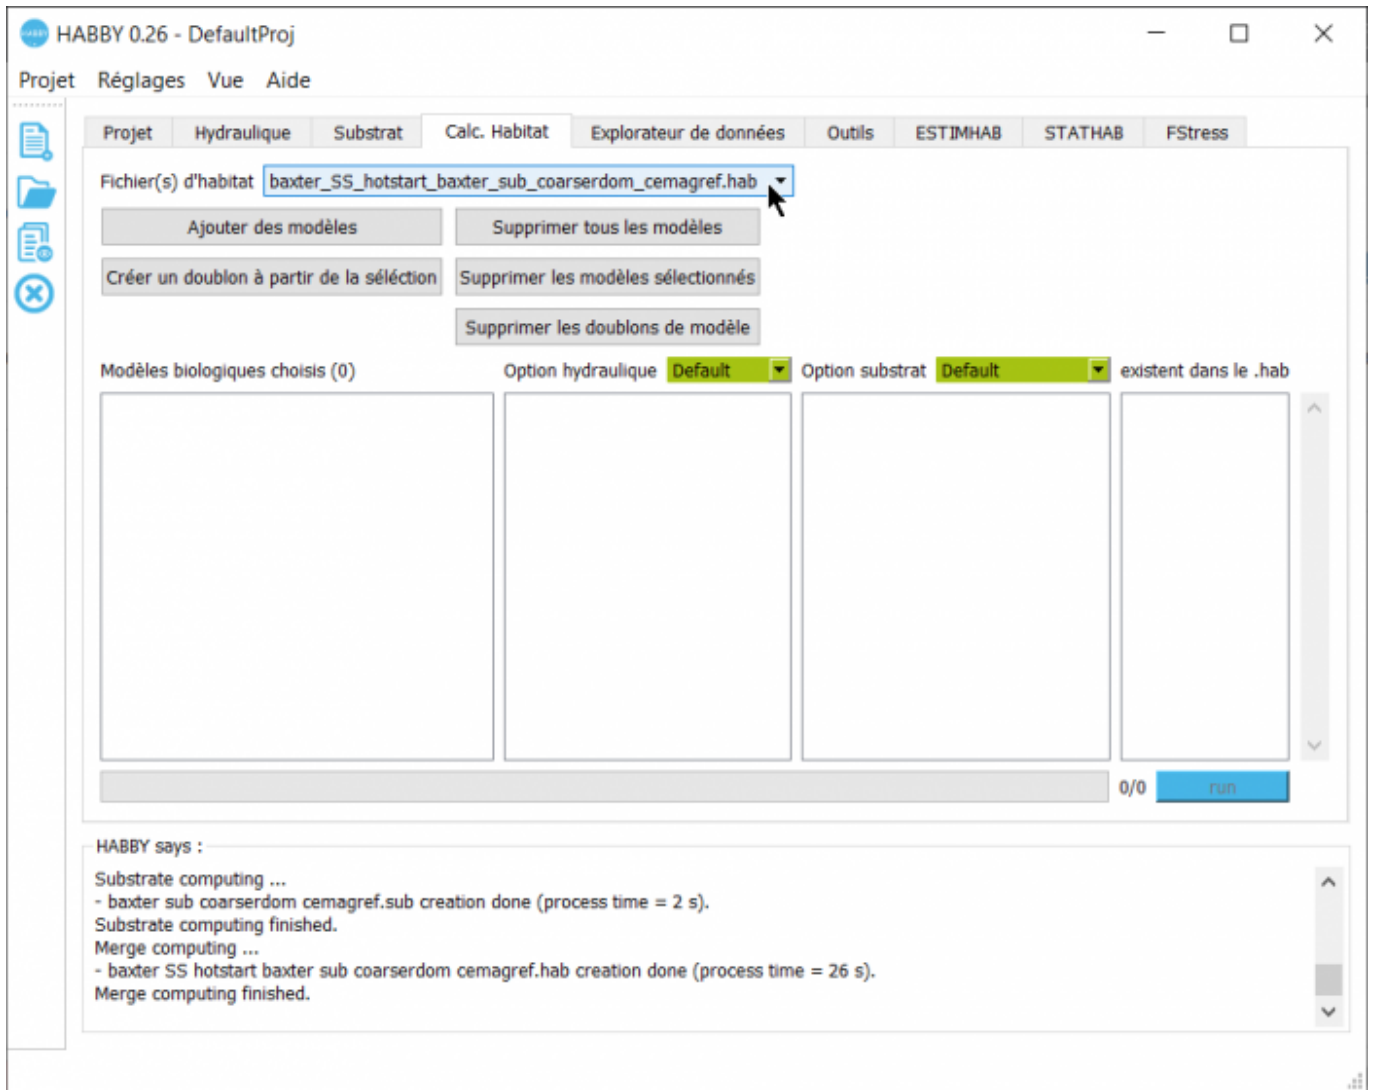 HABBY 0.26 - DefaultProj
Projet Réglages Vue Aide
Projet Hydraulique Substrat Calc. Habitat Explorateur de données Outils ESTIMHAB STATHAB FStress
Fichier(s) d'habitat baxter_SS_hotstart_baxter_sub_coarserdom_cemagref.hab
Ajouter des modèles Supprimer tous les modèles
Créer un doublon à partir de la séléction Supprimer les modèles sélectionnés
Supprimer les doublons de modèle
Modèles biologiques choisis (0) Option hydraulique Default Option substrat Default existent dans le .hab
0/0 run
HABBY says :
Substrate computing ...
- baxter sub coarserdom cemagref.sub creation done (process time = 2 s).
Substrate computing finished.
Merge computing ...
- baxter SS hotstart baxter sub coarserdom cemagref.hab creation done (process time = 26 s).
Merge computing finished.